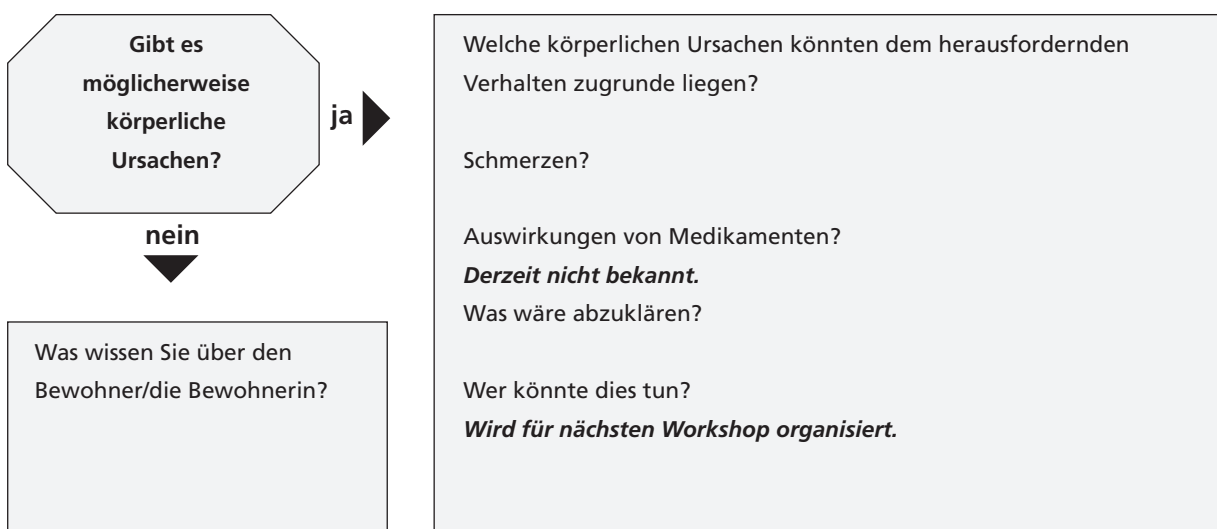 Gibt es
möglicherweise
körperliche
Ursachen?
ja
nein
Was wissen Sie über den
Bewohner/die Bewohnerin?
Welche körperlichen Ursachen könnten dem herausfordernden
Verhalten zugrunde liegen?
Schmerzen?
Auswirkungen von Medikamenten?
Derzeit nicht bekannt.
Was wäre abzuklären?
Wer könnte dies tun?
Wird für nächsten Workshop organisiert.